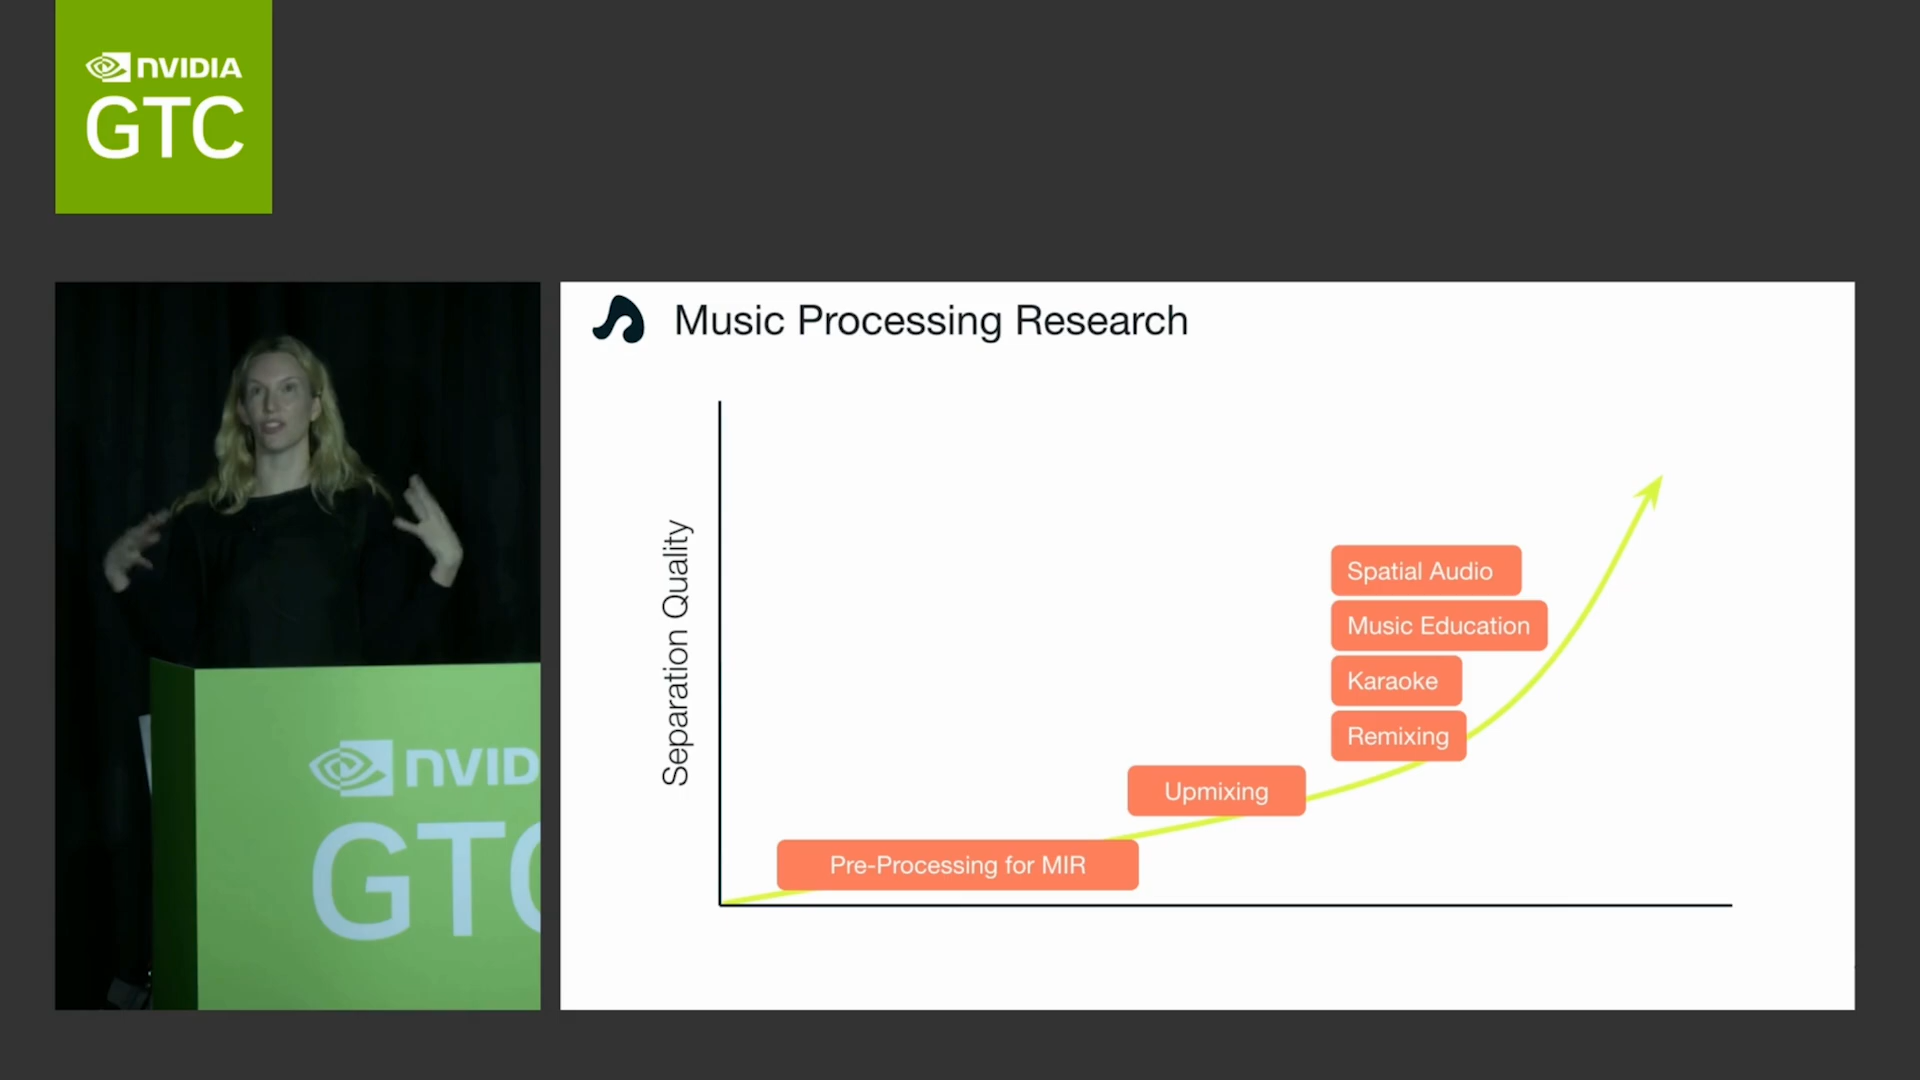 NVIDIA
GTC
Music Processing Research
Separation Quality
Spatial Audio
Music Education
Karaoke
Remixing
Upmixing
Pre-Processing for MIR
NVID
GTC